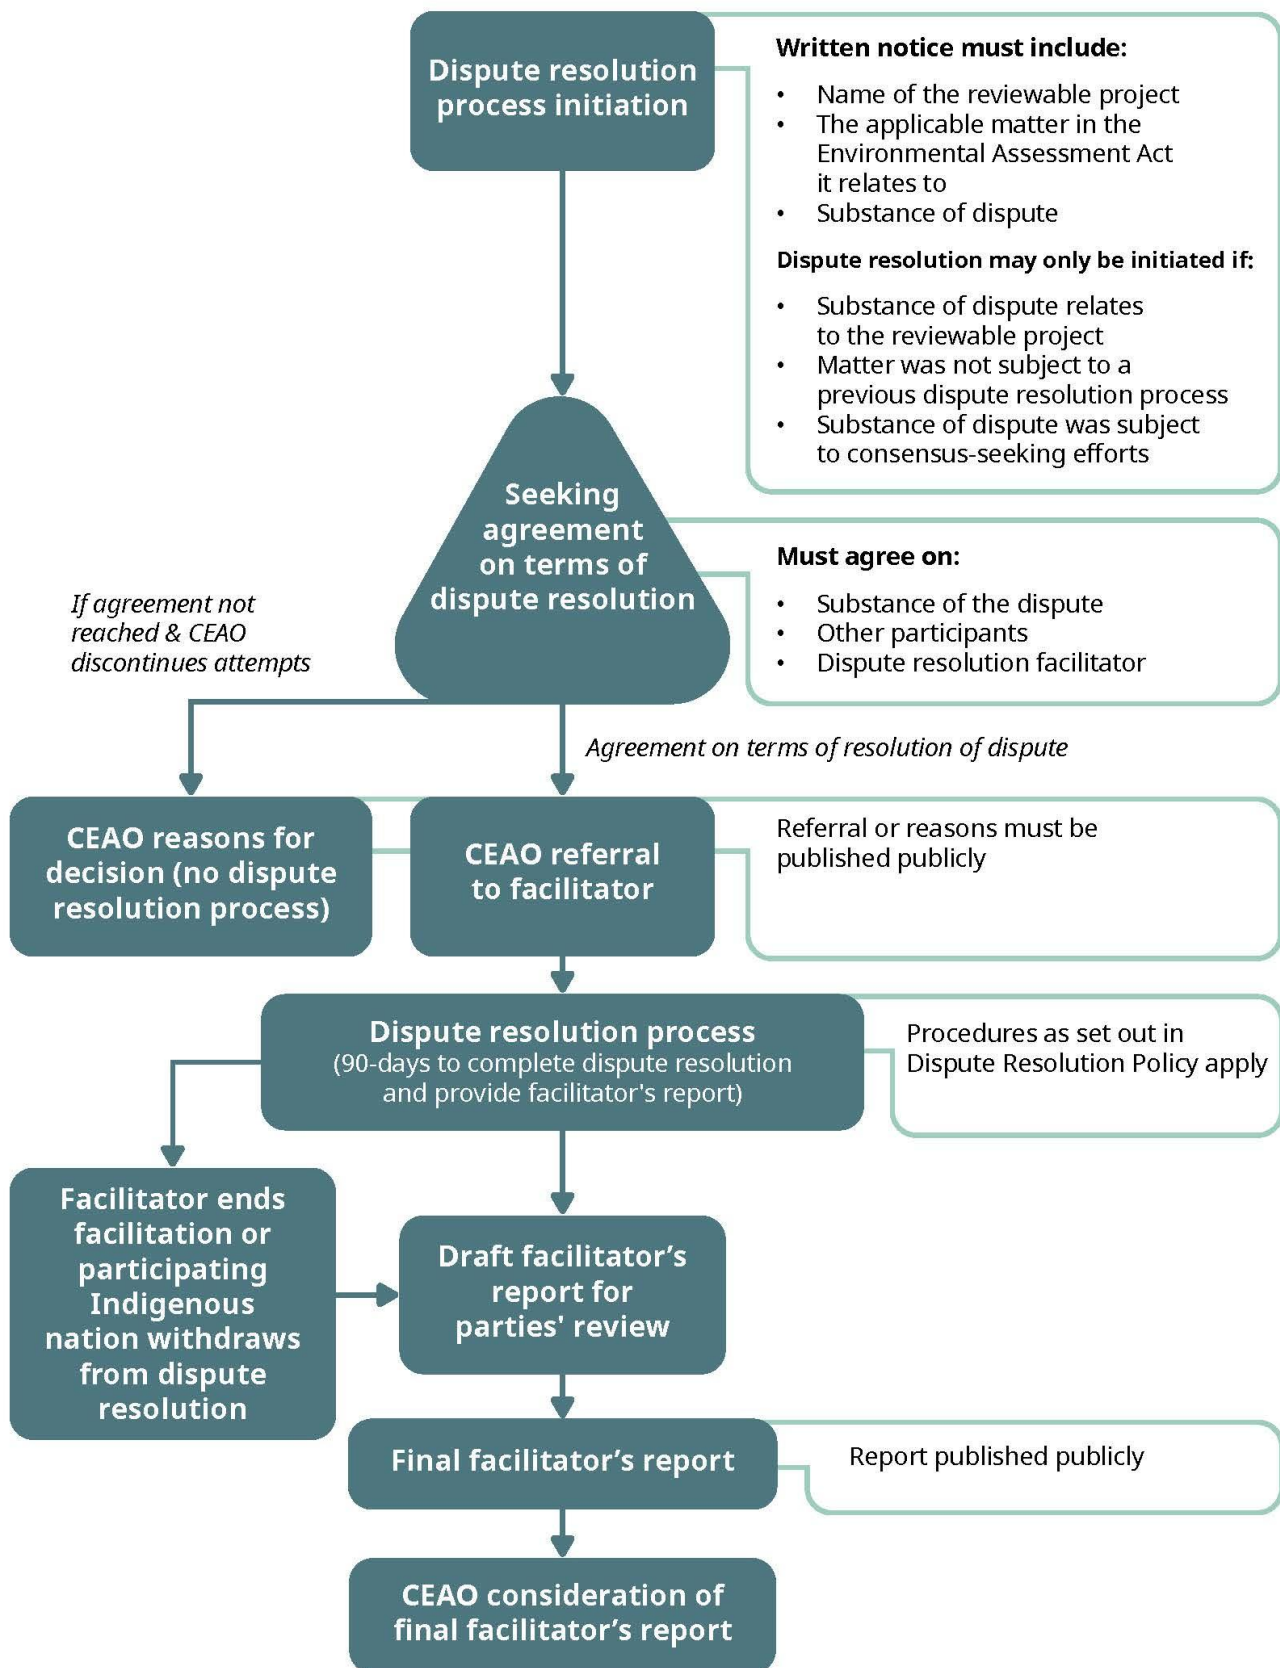 Dispute resolution
process initiation
Written notice must include:
• Name of the reviewable project
• The applicable matter in the
Environmental Assessment Act
it relates to
• Substance of dispute
Dispute resolution may only be initiated if:
• Substance of dispute relates
to the reviewable project
• Matter was not subject to a
previous dispute resolution process
• Substance of dispute was subject
to consensus-seeking efforts
Seeking
agreement
on terms of
dispute resolution
Must agree on:
• Substance of the dispute
• Other participants
• Dispute resolution facilitator
If agreement not
reached & CEAO
discontinues attempts
Agreement on terms of resolution of dispute
CEAO reasons for
decision (no dispute
resolution process)
CEAO referral
to facilitator
Referral or reasons must be
published publicly
Dispute resolution process
(90-days to complete dispute resolution
and provide facilitator's report)
Procedures as set out in
Dispute Resolution Policy apply
Facilitator ends
facilitation or
participating
Indigenous
nation withdraws
from dispute
resolution
Draft facilitator’s
report for
parties' review
Final facilitator’s report
Report published publicly
CEAO consideration of
final facilitator’s report